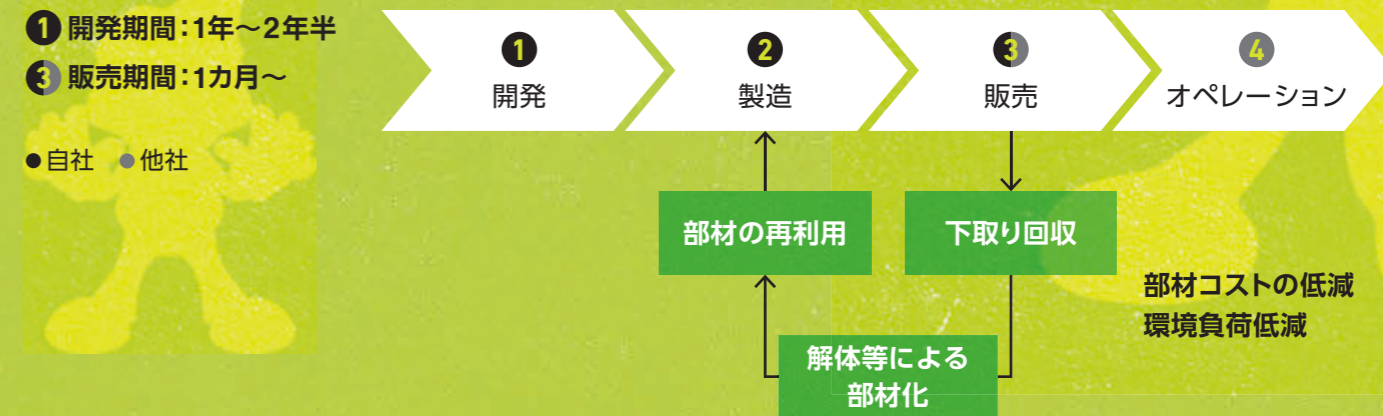 ❶ 開発期間：1年～2年半
❸ 販売期間：1カ月～
●自社 ●他社
❶
開発
❷
製造
❸
販売
❹
オペレーション
部材の再利用
下取り回収
解体等による
部材化
部材コストの低減
環境負荷低減